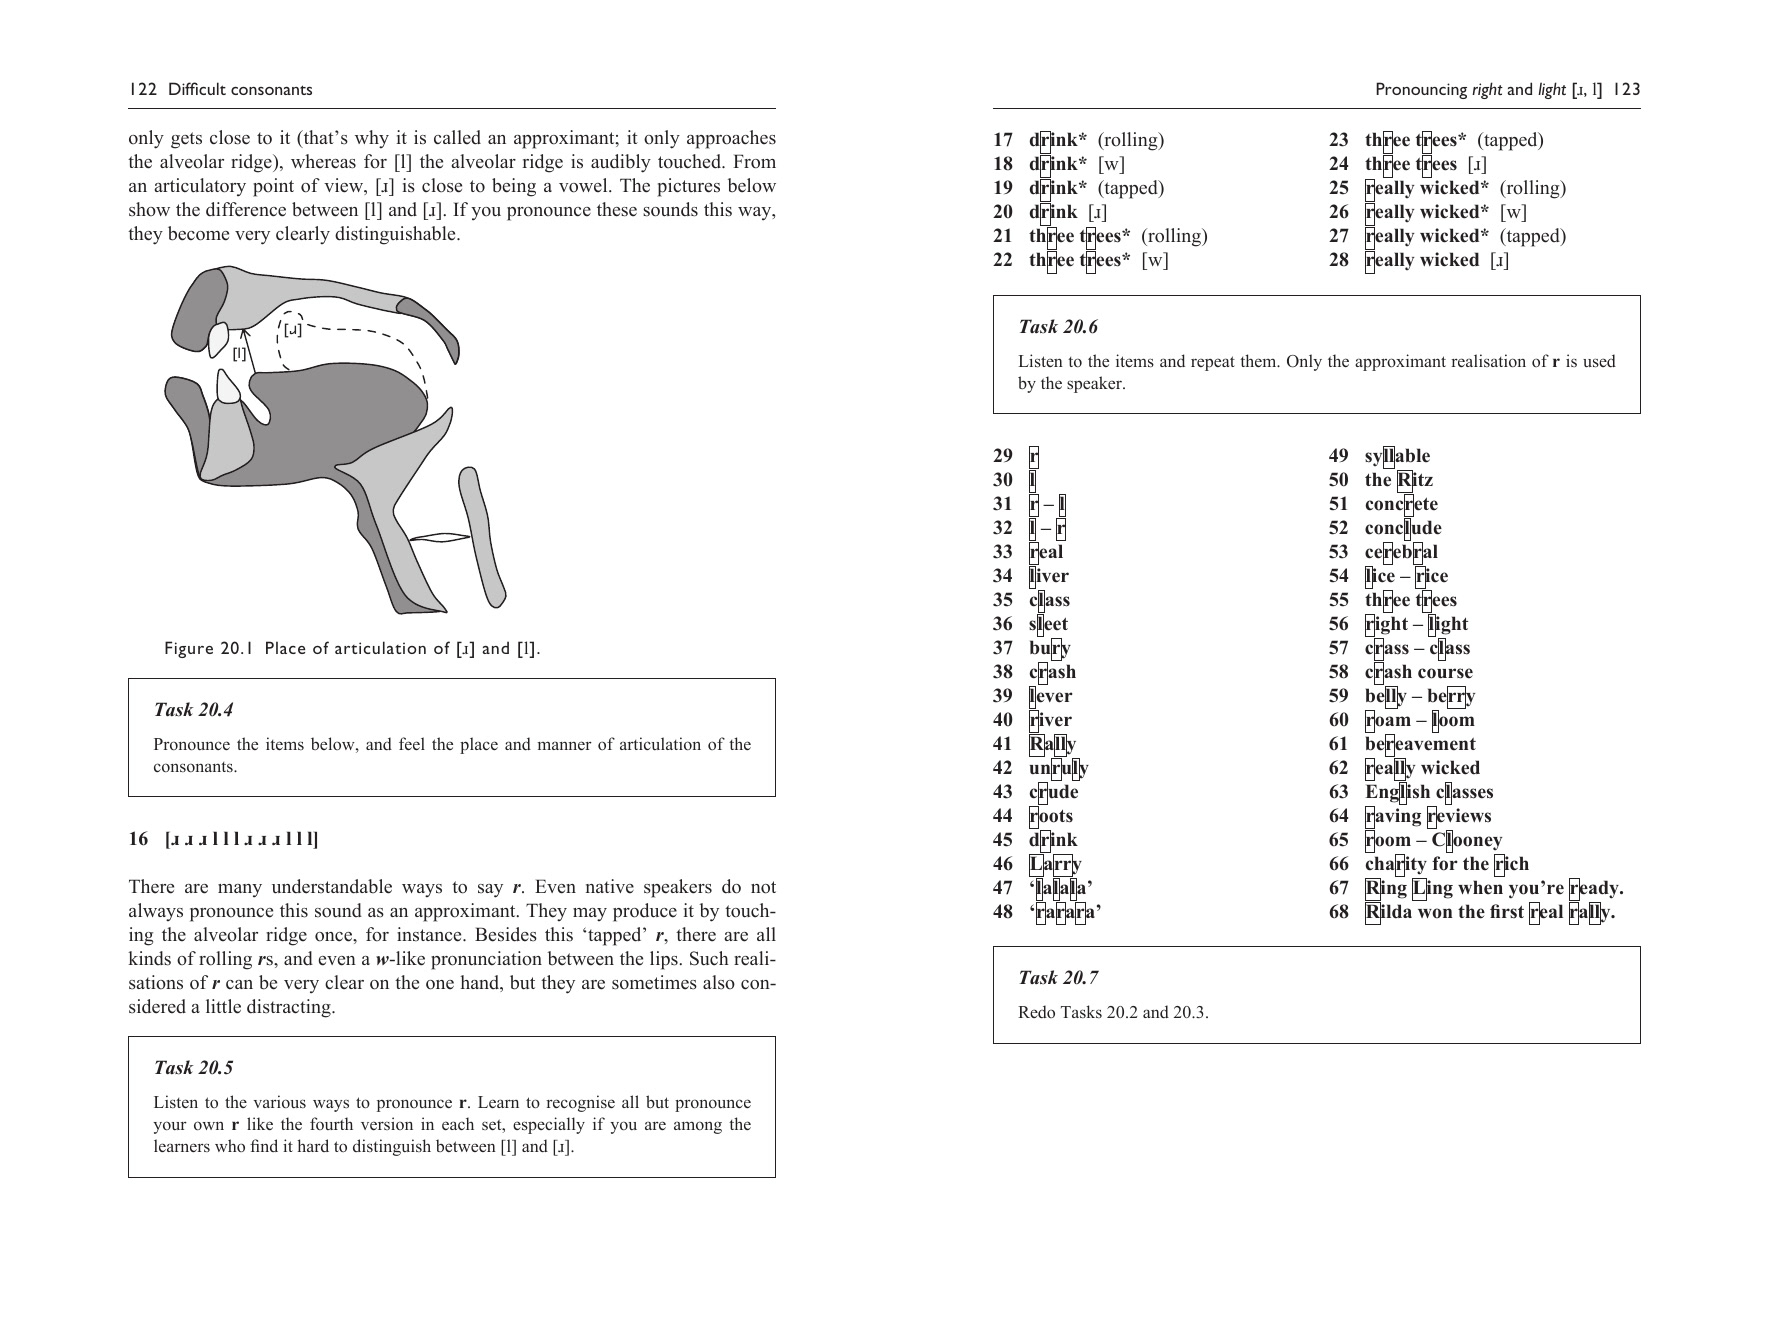 122 Difficult consonants
only gets close to it (that’s why it is called an approximant; it only approaches
the alveolar ridge), whereas for [l] the alveolar ridge is audibly touched. From
an articulatory point of view, [ɹ] is close to being a vowel. The pictures below
show the difference between [l] and [ɹ]. If you pronounce these sounds this way,
they become very clearly distinguishable.
[ɹ]
[l]
Figure 20.1 Place of articulation of [ɹ] and [l].
Task 20.4
Pronounce the items below, and feel the place and manner of articulation of the
consonants.
16 [ɹ ɹ ɹ l l l ɹ ɹ ɹ l l l]
There are many understandable ways to say r. Even native speakers do not
always pronounce this sound as an approximant. They may produce it by touch-
ing the alveolar ridge once, for instance. Besides this ‘tapped’ r, there are all
kinds of rolling rs, and even a w-like pronunciation between the lips. Such reali-
sations of r can be very clear on the one hand, but they are sometimes also con-
sidered a little distracting.
Task 20.5
Listen to the various ways to pronounce r. Learn to recognise all but pronounce
your own r like the fourth version in each set, especially if you are among the
learners who find it hard to distinguish between [l] and [ɹ].
Pronouncing right and light [ɹ, l] 123
17 drink* (rolling)
18 drink* [w]
19 drink* (tapped)
20 drink [ɹ]
21 three trees* (rolling)
22 three trees* [w]
23 three trees* (tapped)
24 three trees [ɹ]
25 really wicked* (rolling)
26 really wicked* [w]
27 really wicked* (tapped)
28 really wicked [ɹ]
Task 20.6
Listen to the items and repeat them. Only the approximant realisation of r is used
by the speaker.
29 r
30 l
31 r – l
32 l – r
33 real
34 liver
35 class
36 sleet
37 bury
38 crash
39 lever
40 river
41 Rally
42 unruly
43 crude
44 roots
45 drink
46 Larry
47 ‘lalala’
48 ‘rarara’
49 syllable
50 the Ritz
51 concrete
52 conclude
53 cerebral
54 lice – rice
55 three trees
56 right – light
57 crass – class
58 crash course
59 belly – berry
60 roam – loom
61 bereavement
62 really wicked
63 English classes
64 raving reviews
65 room – Clooney
66 charity for the rich
67 Ring Ling when you’re ready.
68 Rilda won the first real rally.
Task 20.7
Redo Tasks 20.2 and 20.3.